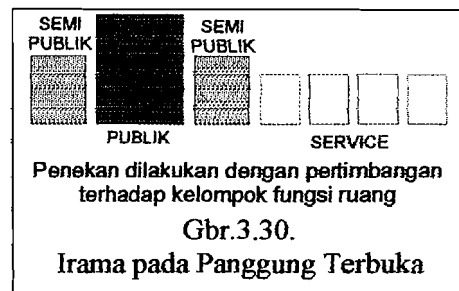 SEMI
PUBLIK
SEMI
PUBLIK
PUBLIK
SERVICE
Penekan dilakukan dengan pertimbangan
terhadap kelompok fungsi ruang
Gbr.3.30.
Irama pada Panggung Terbuka